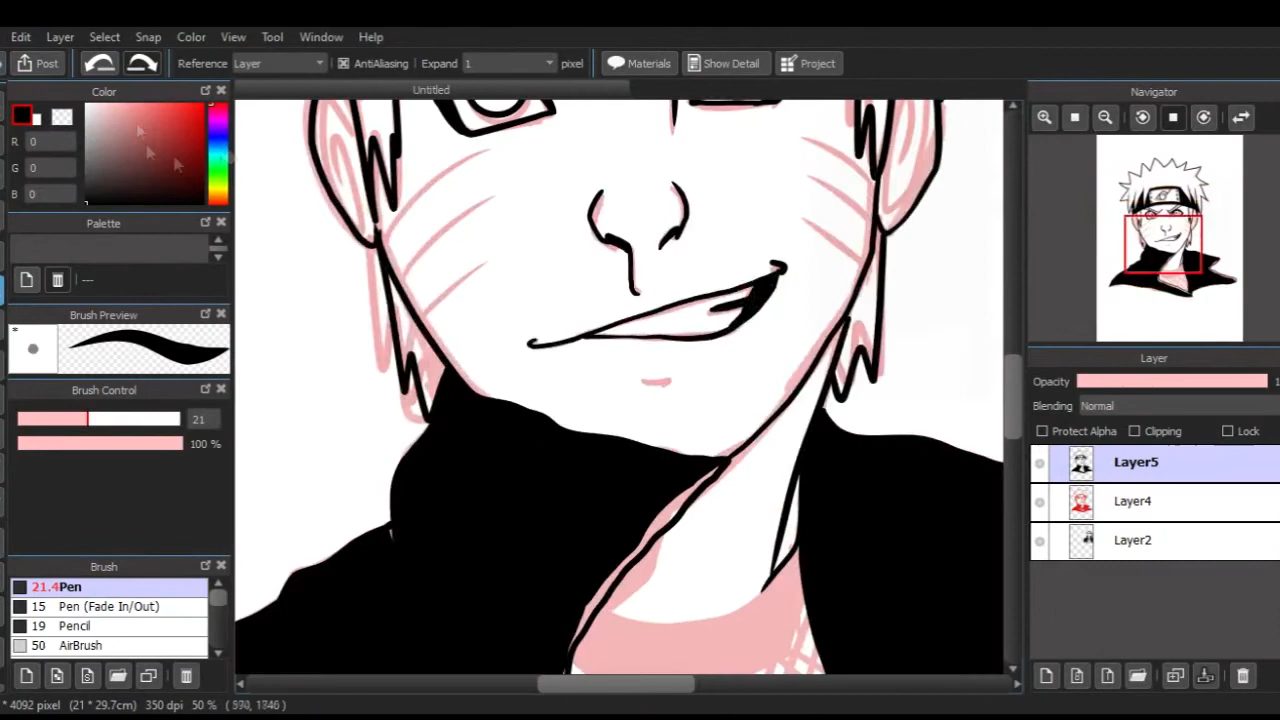 Edit Layer Select Snap Color View Tool Window Help
Post Reference Layer AntiAliasing Expand 1 pixel Materials Show Detail Project
Color Untitled Navigator
R 0
G 0
B 0
Palette
---
Brush Preview
*
Brush Control
21
100 %
Layer
Opacity 1
Blending Normal
Protect Alpha Clipping Lock
Layer5
Layer4
Layer2
Brush
21.4 Pen
15 Pen (Fade In/Out)
19 Pencil
50 AirBrush
* 4092 pixel (21 * 29.7cm) 350 dpi 50 %